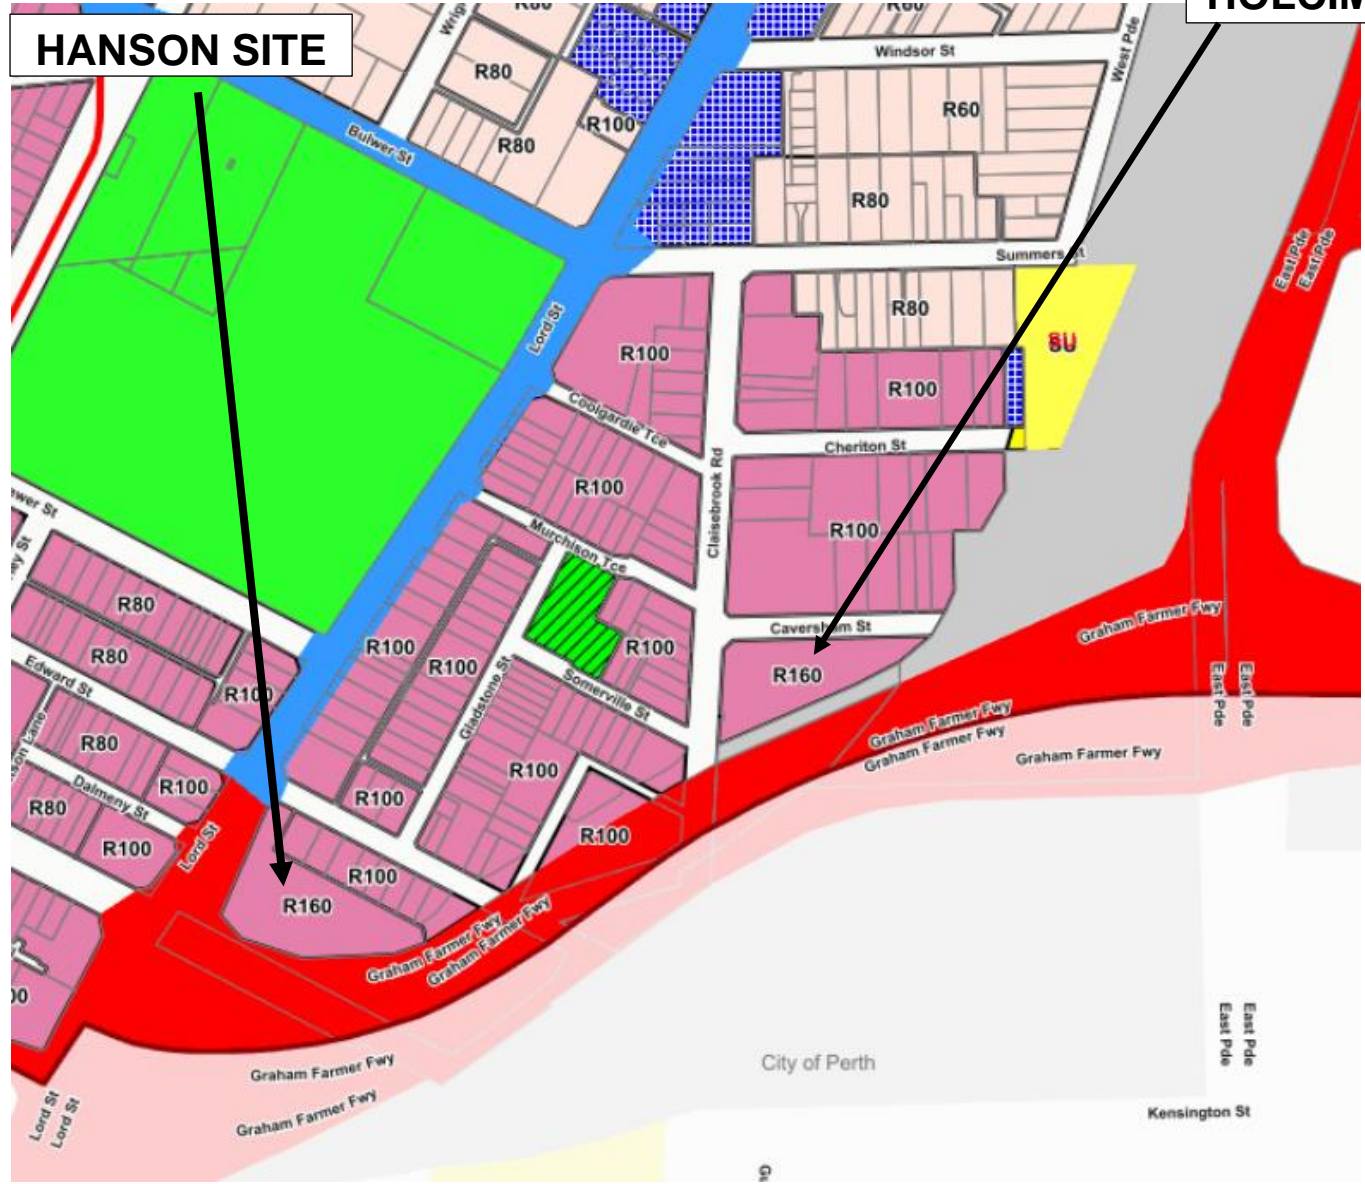 HANSON SITE
R80
R60
Windsor St
West Pde
R80
R60
R100
Bulwer St
R80
R80
Summers St
East Pde
East Pde
Lord St
R80
SU
R100
R100
Coolgardie Tce
Cheriton St
Claisebrook Rd
R100
R100
Murchison Tce
R80
R100
R100
R100
Graham Farmer Fwy
Caversham St
R80
R160
Edward St
R100
Somerville St
Gladstone St
East Pde
East Pde
Graham Farmer Fwy
Graham Farmer Fwy
Graham Farmer Fwy
R80
R100
R100
R100
Dalmeny St
R80
R100
Lord St
R100
R100
R160
Graham Farmer Fwy
Graham Farmer Fwy
City of Perth
East Pde
East Pde
Graham Farmer Fwy
Graham Farmer Fwy
Lord St
Lord St
Kensington St